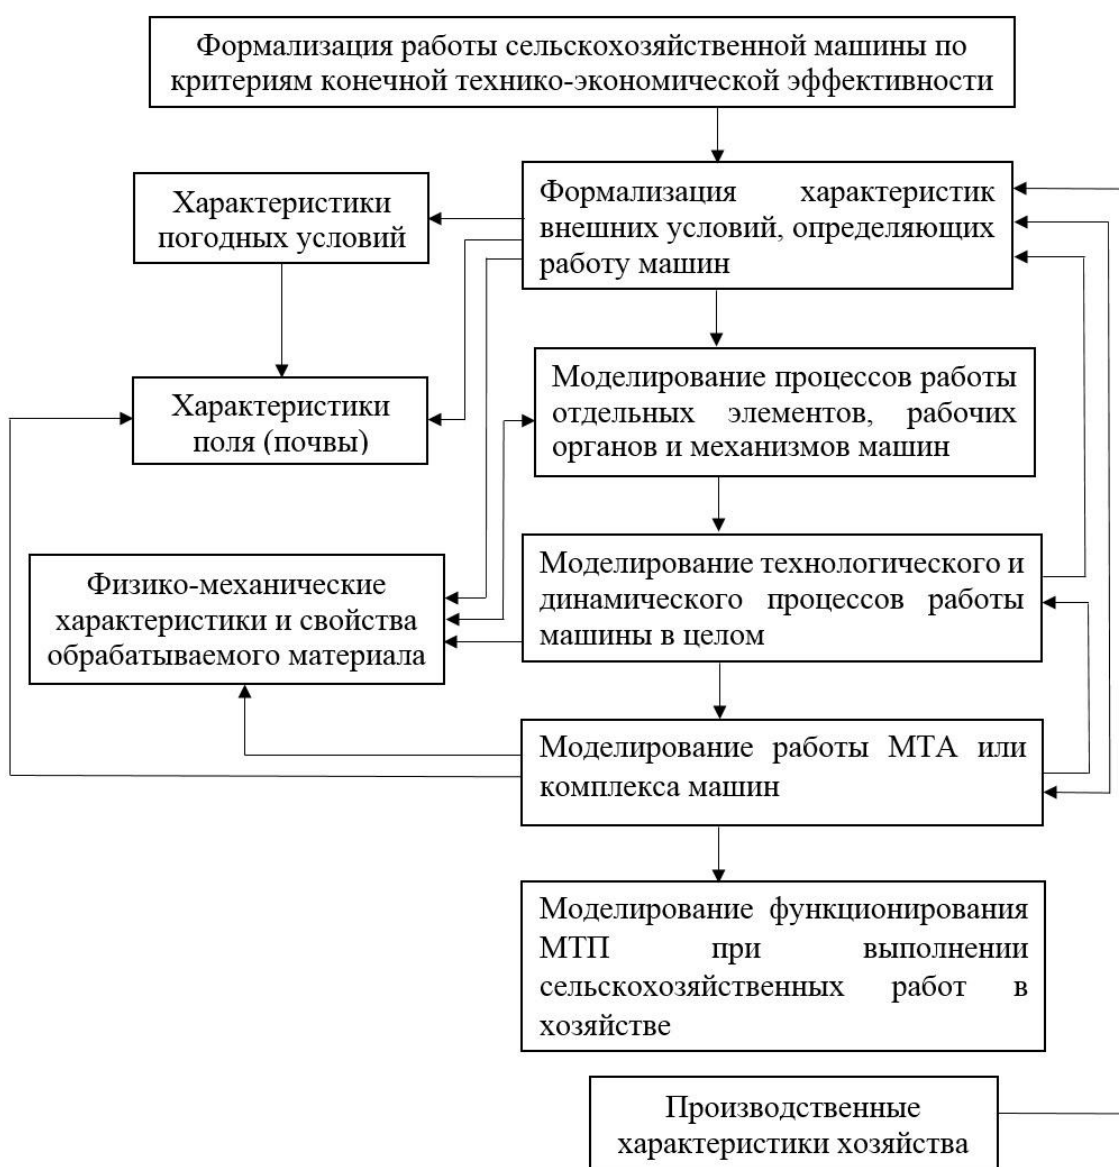 Формализация работы сельскохозяйственной машины по
критериям конечной технико-экономической эффективности
Формализация характеристик
внешних условий, определяющих
работу машин
Характеристики
погодных условий
Моделирование процессов работы
отдельных элементов, рабочих
органов и механизмов машин
Характеристики
поля (почвы)
Моделирование технологического и
динамического процессов работы
машины в целом
Физико-механические
характеристики и свойства
обрабатываемого материала
Моделирование работы МТА или
комплекса машин
Моделирование функционирования
МТП при выполнении
сельскохозяйственных работ в
хозяйстве
Производственные
характеристики хозяйства